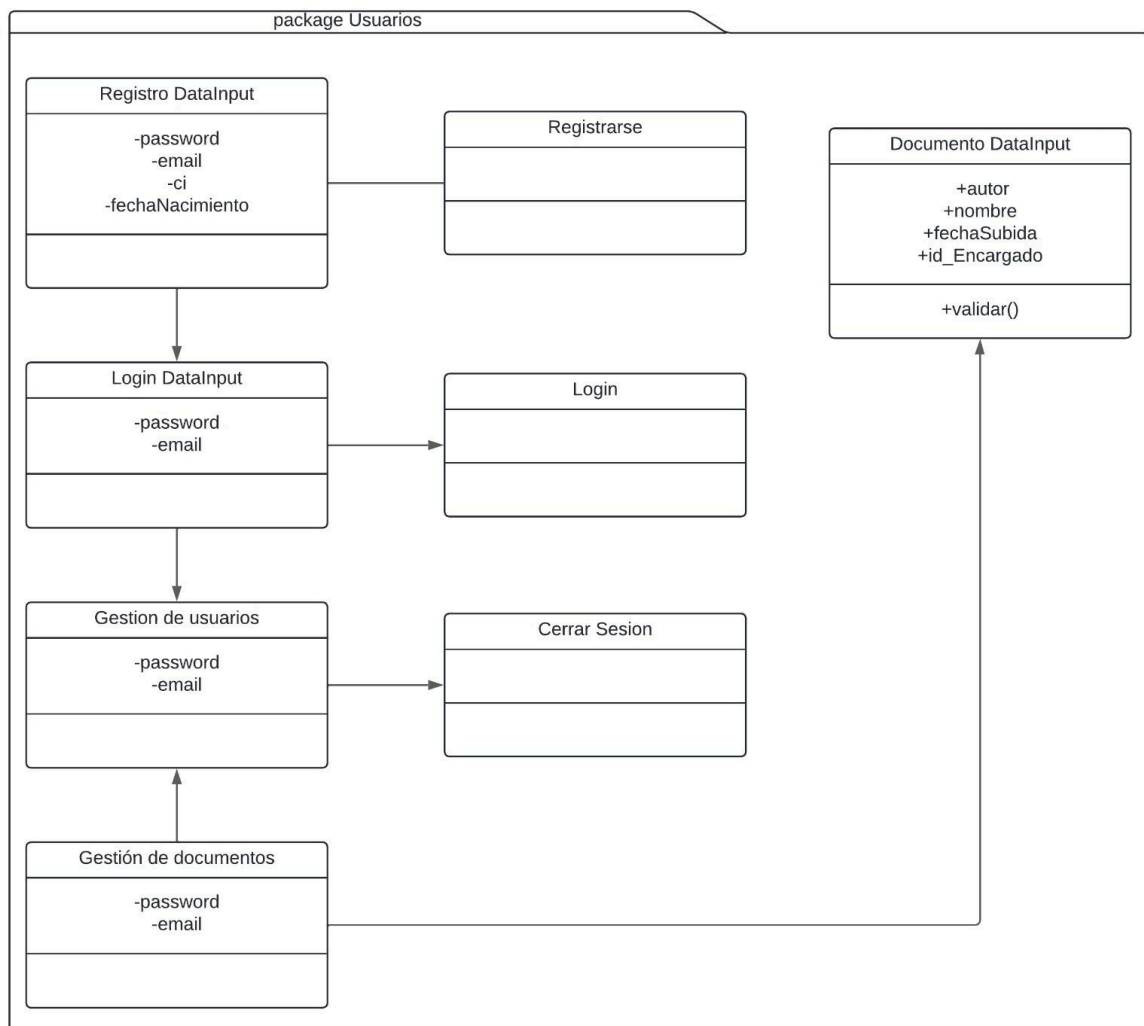 package Usuarios
Registro DataInput
-password
-email
-ci
-fechaNacimiento
Registrarse
Documento DataInput
+autor
+nombre
+fechaSubida
+id_Encargado
+validar()
Login DataInput
-password
-email
Login
Gestion de usuarios
-password
-email
Cerrar Sesion
Gestión de documentos
-password
-email